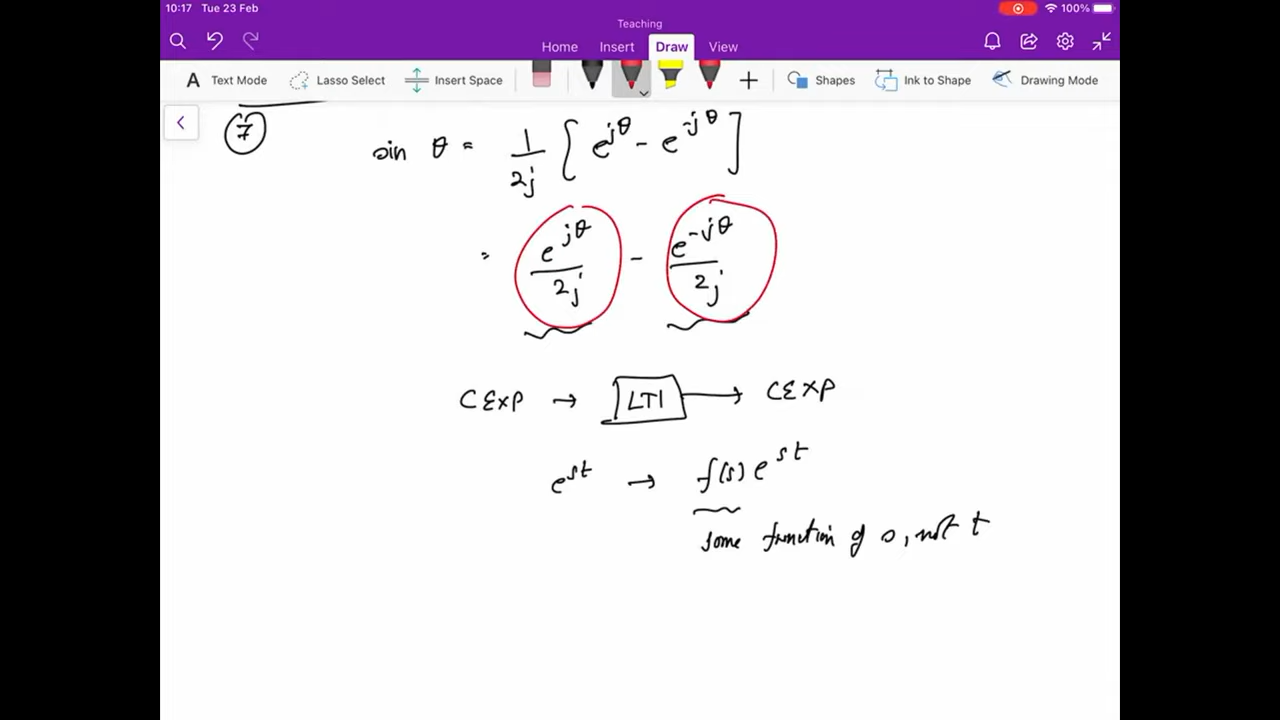 10:17 Tue 23 Feb 100%
Teaching
Home Insert Draw View
A Text Mode Lasso Select Insert Space + Shapes Ink to Shape Drawing Mode
7 sin θ = 1/2j [ e^jθ - e^-jθ ]
= e^jθ/2j - e^-jθ/2j
CEXP → LTI → CEXP
e^st → f(s) e^st
some function of s, not t